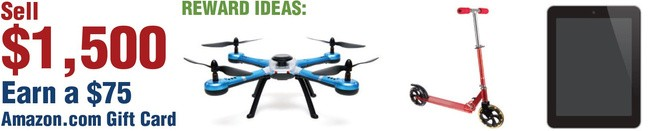 Sell
$1,500
Earn a $75
Amazon.com Gift Card
REWARD IDEAS: